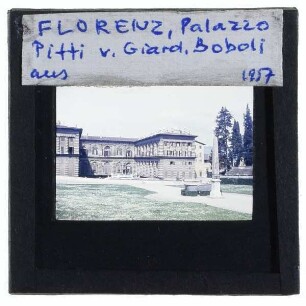 FLORENZ, Palazzo
Pitti v. Giard. Boboli
aus 1957